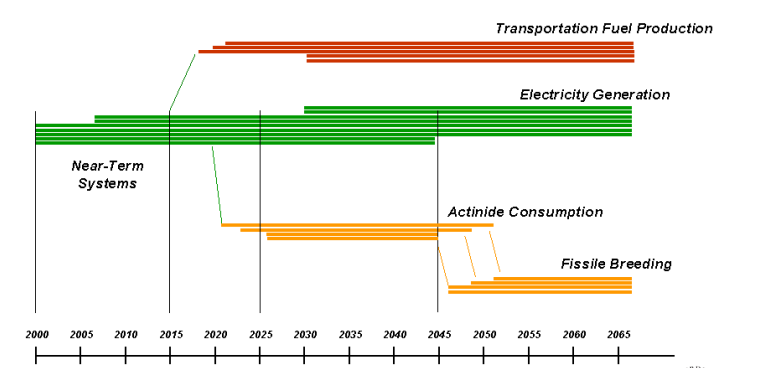 Transportation Fuel Production
Electricity Generation
Near-Term
Systems
Actinide Consumption
Fissile Breeding
2000 2005 2010 2015 2020 2025 2030 2035 2040 2045 2050 2055 2060 2065